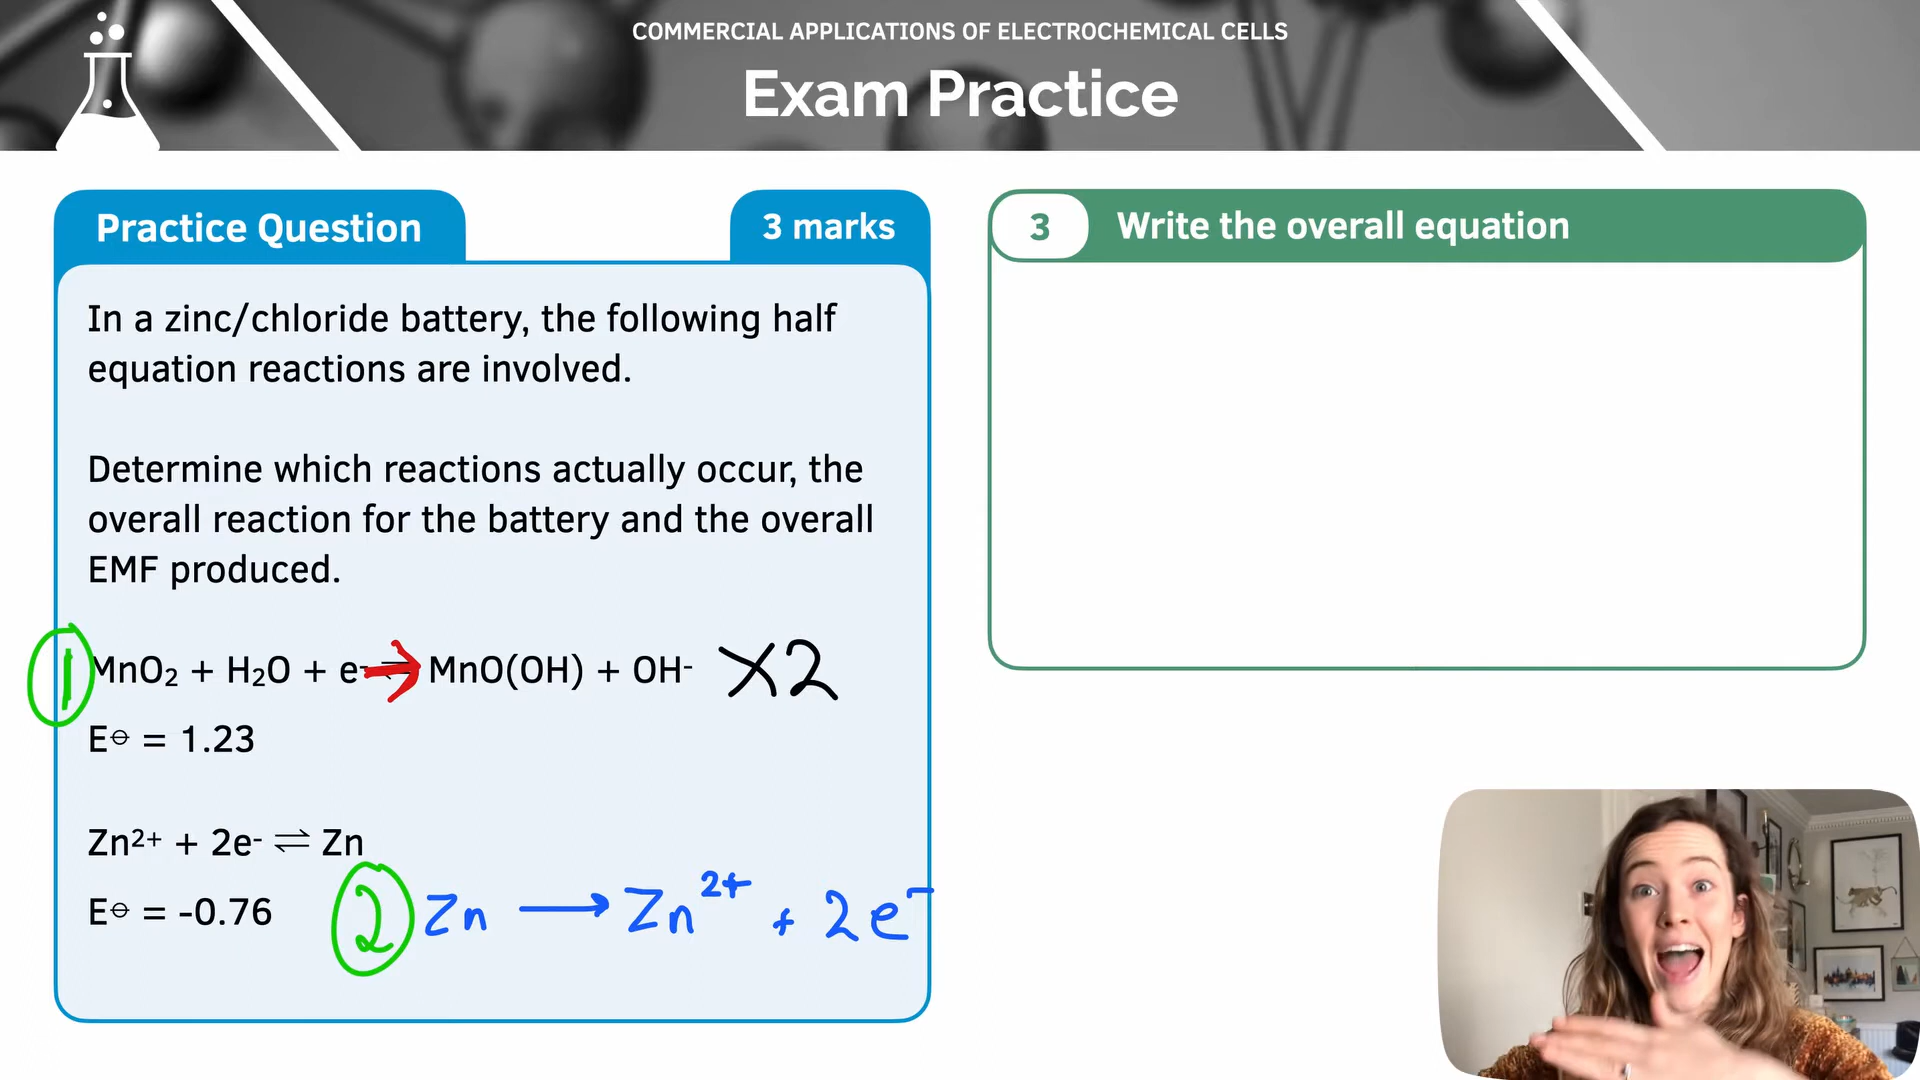 COMMERCIAL APPLICATIONS OF ELECTROCHEMICAL CELLS
Exam Practice
Practice Question
3 marks
In a zinc/chloride battery, the following half
equation reactions are involved.
Determine which reactions actually occur, the
overall reaction for the battery and the overall
EMF produced.
1 MnO₂ + H₂O + e⁻ → MnO(OH) + OH⁻ X2
E⦵ = 1.23
Zn²⁺ + 2e⁻ ⇌ Zn
E⦵ = -0.76
2 Zn → Zn²⁺ + 2e⁻
3 Write the overall equation